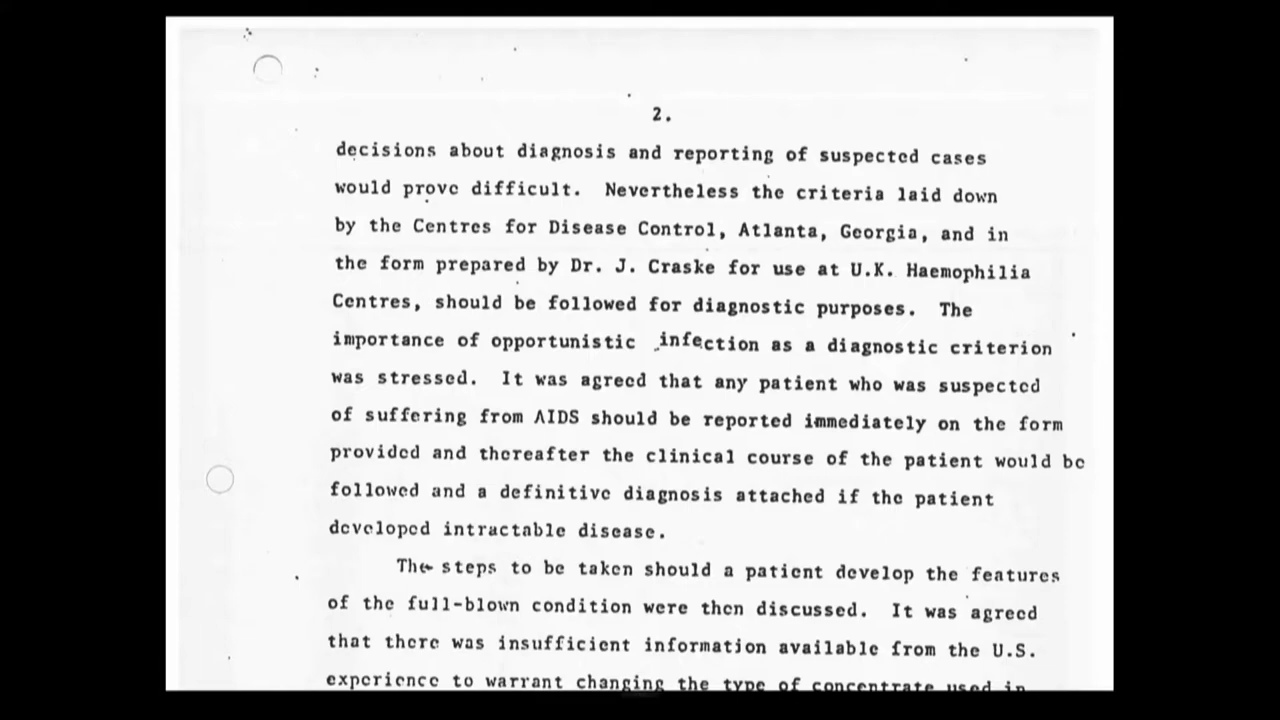 2.
decisions about diagnosis and reporting of suspected cases
would prove difficult. Nevertheless the criteria laid down
by the Centres for Disease Control, Atlanta, Georgia, and in
the form prepared by Dr. J. Craske for use at U.K. Haemophilia
Centres, should be followed for diagnostic purposes. The
importance of opportunistic infection as a diagnostic criterion
was stressed. It was agreed that any patient who was suspected
of suffering from AIDS should be reported immediately on the form
provided and thereafter the clinical course of the patient would be
followed and a definitive diagnosis attached if the patient
developed intractable disease.
The steps to be taken should a patient develop the features
of the full-blown condition were then discussed. It was agreed
that there was insufficient information available from the U.S.
experience to warrant changing the type of concentrate used in